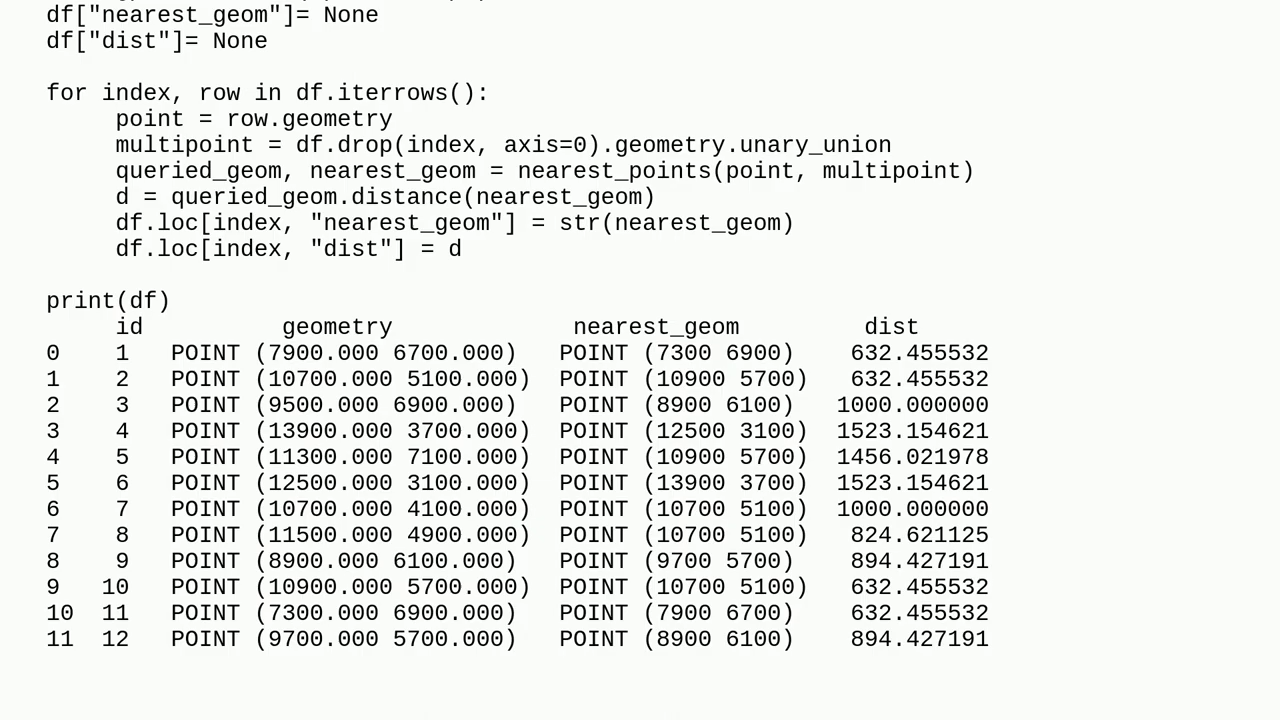 df["nearest_geom"]= None
df["dist"]= None
for index, row in df.iterrows():
point = row.geometry
multipoint = df.drop(index, axis=0).geometry.unary_union
queried_geom, nearest_geom = nearest_points(point, multipoint)
d = queried_geom.distance(nearest_geom)
df.loc[index, "nearest_geom"] = str(nearest_geom)
df.loc[index, "dist"] = d
print(df)
id geometry nearest_geom dist
0 1 POINT (7900.000 6700.000) POINT (7300 6900) 632.455532
1 2 POINT (10700.000 5100.000) POINT (10900 5700) 632.455532
2 3 POINT (9500.000 6900.000) POINT (8900 6100) 1000.000000
3 4 POINT (13900.000 3700.000) POINT (12500 3100) 1523.154621
4 5 POINT (11300.000 7100.000) POINT (10900 5700) 1456.021978
5 6 POINT (12500.000 3100.000) POINT (13900 3700) 1523.154621
6 7 POINT (10700.000 4100.000) POINT (10700 5100) 1000.000000
7 8 POINT (11500.000 4900.000) POINT (10700 5100) 824.621125
8 9 POINT (8900.000 6100.000) POINT (9700 5700) 894.427191
9 10 POINT (10900.000 5700.000) POINT (10700 5100) 632.455532
10 11 POINT (7300.000 6900.000) POINT (7900 6700) 632.455532
11 12 POINT (9700.000 5700.000) POINT (8900 6100) 894.427191